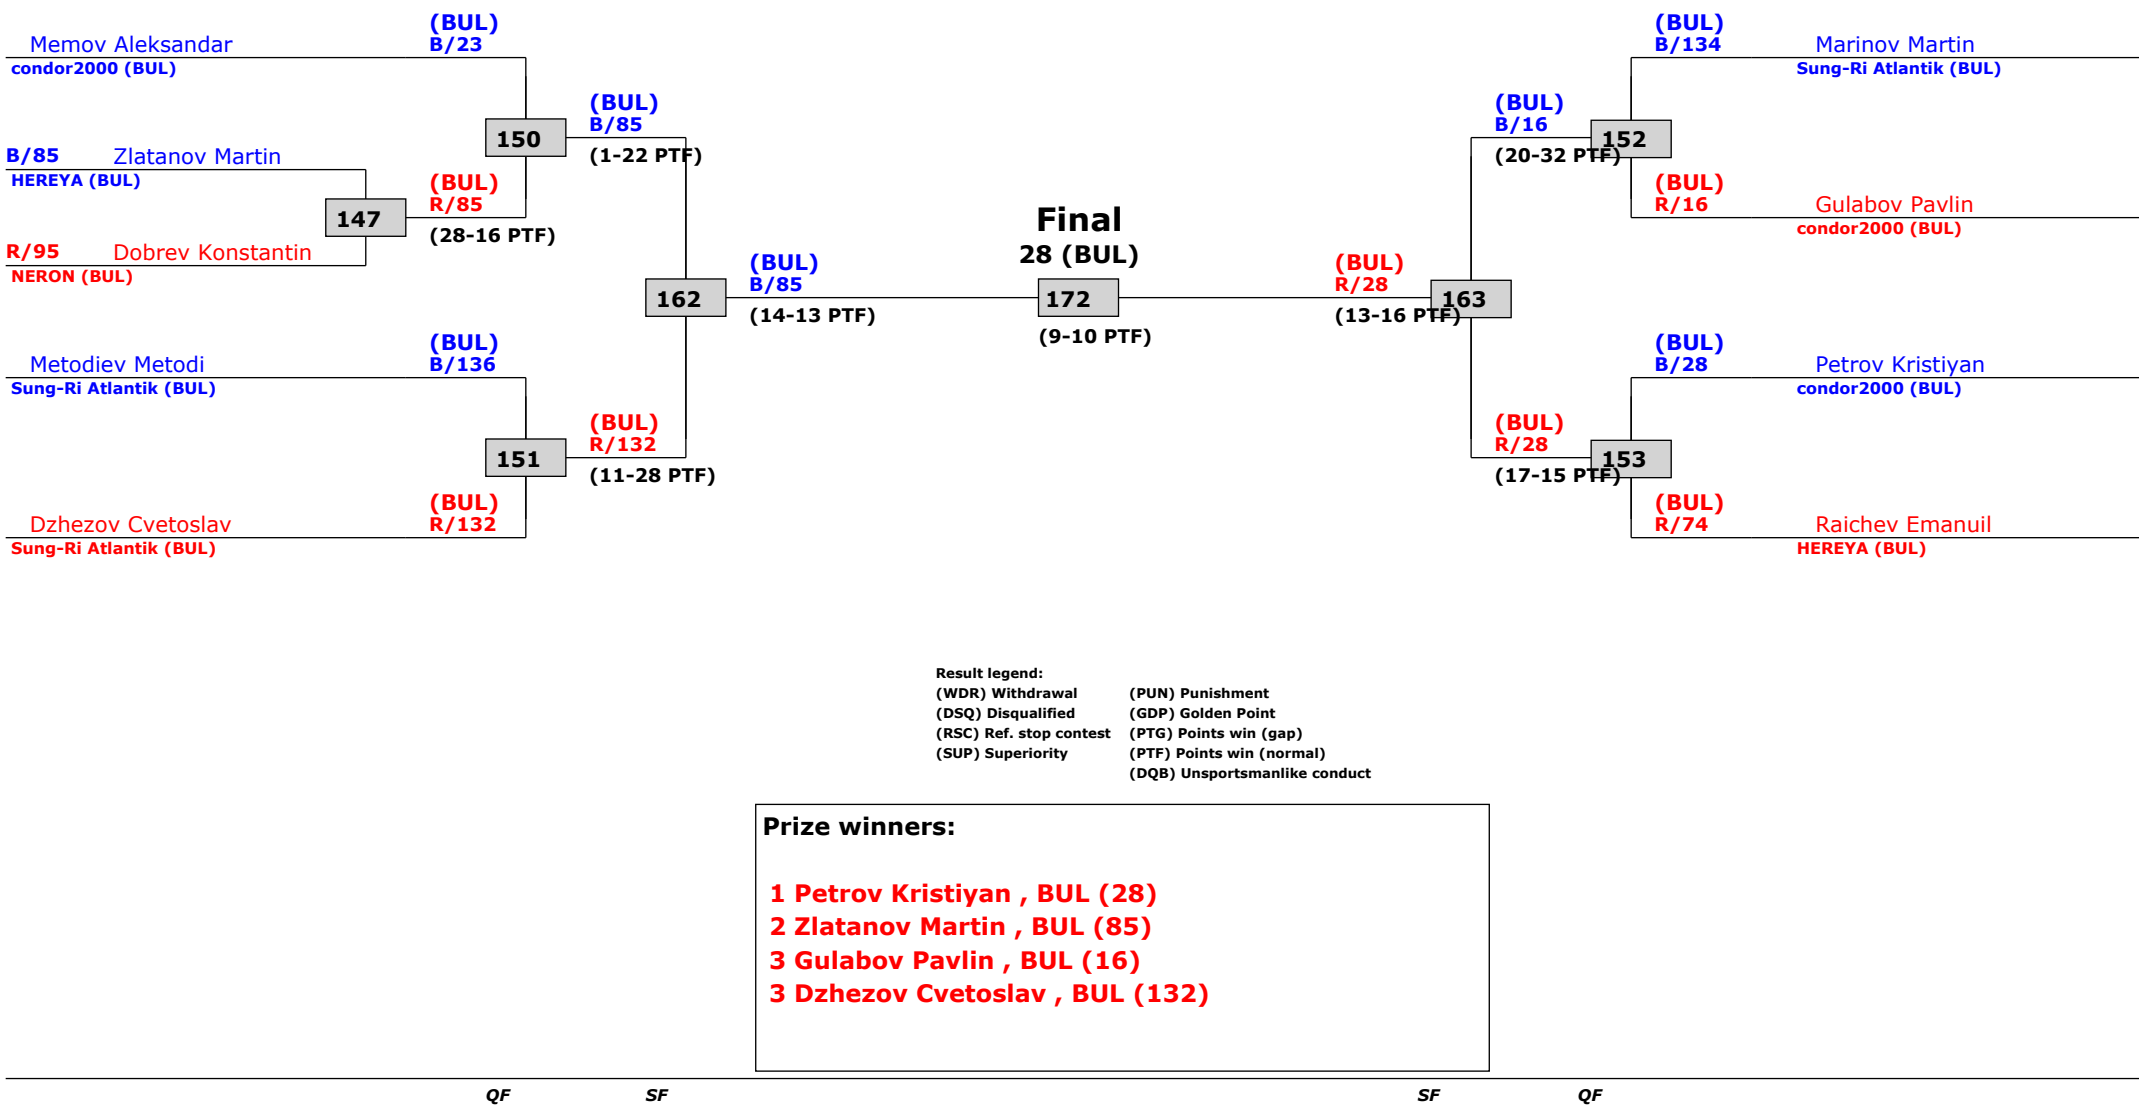 (BUL)
Memov Aleksandar B/23
condor2000 (BUL)
(BUL)
B/85
150
(1-22 PTF)
B/85 Zlatanov Martin
HEREYA (BUL)
(BUL)
R/85
147
(28-16 PTF)
R/95 Dobrev Konstantin
NERON (BUL)
162
(BUL)
B/85
(14-13 PTF)
(BUL)
Metodiev Metodi B/136
Sung-Ri Atlantik (BUL)
(BUL)
R/132
151
(11-28 PTF)
(BUL)
Dzhezov Cvetoslav R/132
Sung-Ri Atlantik (BUL)
Final
28 (BUL)
172
(9-10 PTF)
(BUL)
B/134 Marinov Martin
Sung-Ri Atlantik (BUL)
(BUL)
B/16
152
(20-32 PTF)
(BUL)
R/16 Gulabov Pavlin
condor2000 (BUL)
(BUL)
R/28
163
(13-16 PTF)
(BUL)
B/28 Petrov Kristiyan
condor2000 (BUL)
(BUL)
R/28
153
(17-15 PTF)
(BUL)
R/74 Raichev Emanuil
HEREYA (BUL)
Result legend:
(WDR) Withdrawal (PUN) Punishment
(DSQ) Disqualified (GDP) Golden Point
(RSC) Ref. stop contest (PTG) Points win (gap)
(SUP) Superiority (PTF) Points win (normal)
(DQB) Unsportsmanlike conduct
Prize winners:
1 Petrov Kristiyan , BUL (28)
2 Zlatanov Martin , BUL (85)
3 Gulabov Pavlin , BUL (16)
3 Dzhezov Cvetoslav , BUL (132)
QF SF SF QF